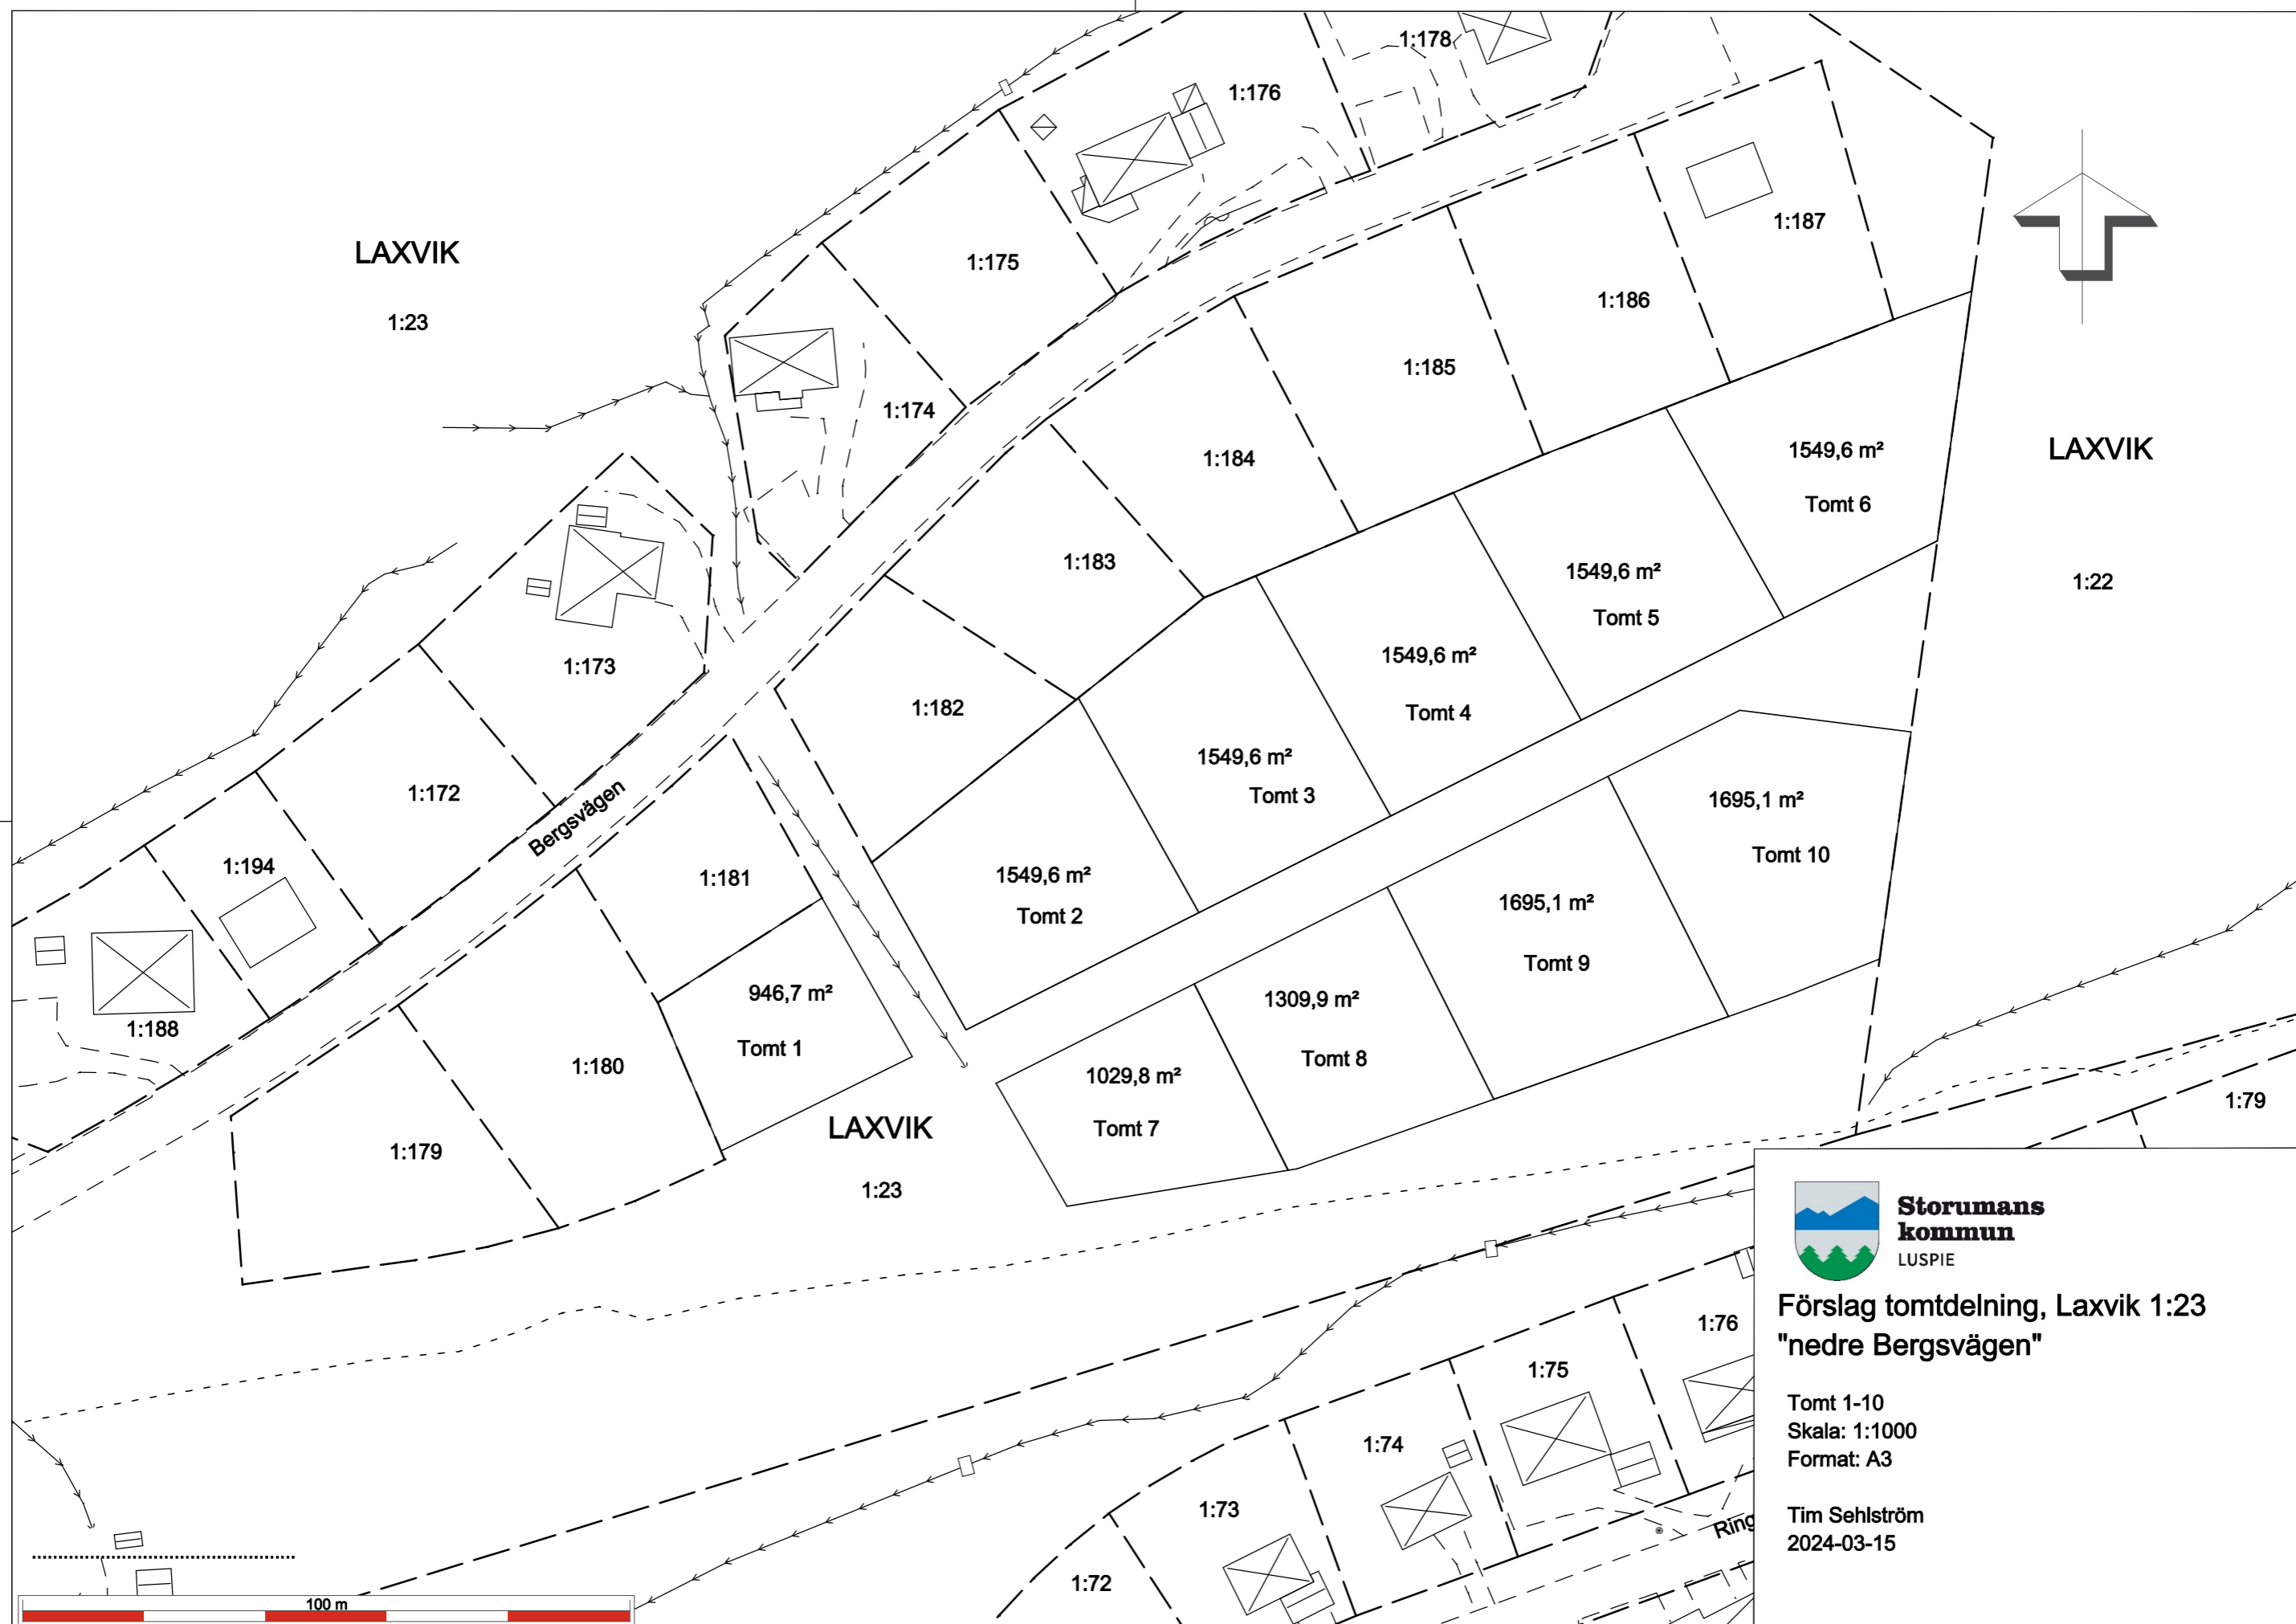 1:178
1:176
LAXVIK
1:23
1:175
1:187
1:186
1:185
1:174
1:184
LAXVIK
1:22
1549,6 m²
Tomt 6
1:183
1549,6 m²
Tomt 5
1:173
1549,6 m²
Tomt 4
1:182
1549,6 m²
Tomt 3
1:172
Bergsvägen
1695,1 m²
Tomt 10
1:194
1:181
1549,6 m²
Tomt 2
1695,1 m²
Tomt 9
1:188
946,7 m²
Tomt 1
1309,9 m²
Tomt 8
1:180
1029,8 m²
Tomt 7
1:179
LAXVIK
1:23
1:79
1:76
1:75
1:74
1:73
1:72
Ring
100 m
Storumans
kommun
LUSPIE
Förslag tomtdelning, Laxvik 1:23
"nedre Bergsvägen"
Tomt 1-10
Skala: 1:1000
Format: A3
Tim Sehlström
2024-03-15